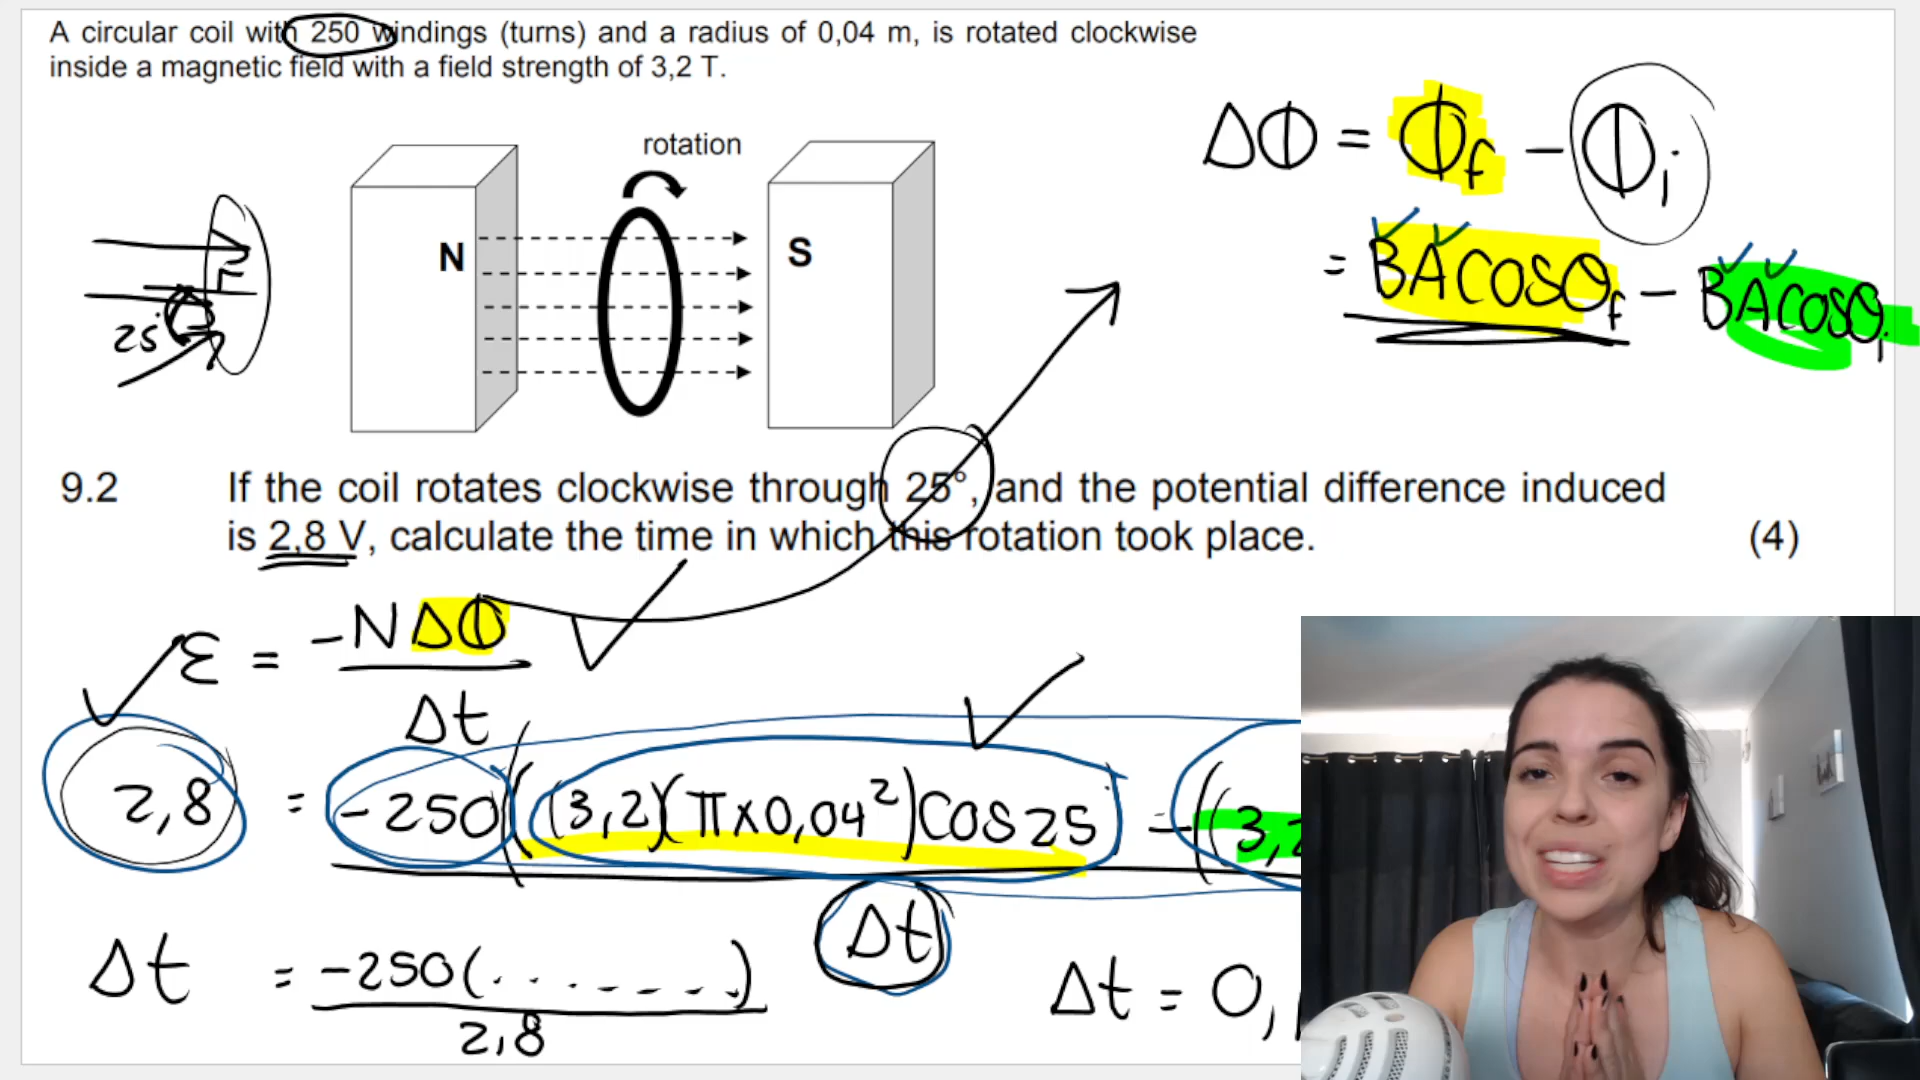 A circular coil with 250 windings (turns) and a radius of 0,04 m, is rotated clockwise
inside a magnetic field with a field strength of 3,2 T.
rotation
N
S
25°
ΔΦ = Φf - Φi
= BACosθf - BACosθi
9.2 If the coil rotates clockwise through 25°, and the potential difference induced
is 2,8 V, calculate the time in which this rotation took place. (4)
ε = -NΔΦ
Δt
2,8 = -250((3,2)(π×0,04²)Cos25° - (3,2
Δt
Δt = -250(.......)
2,8
Δt = 0,